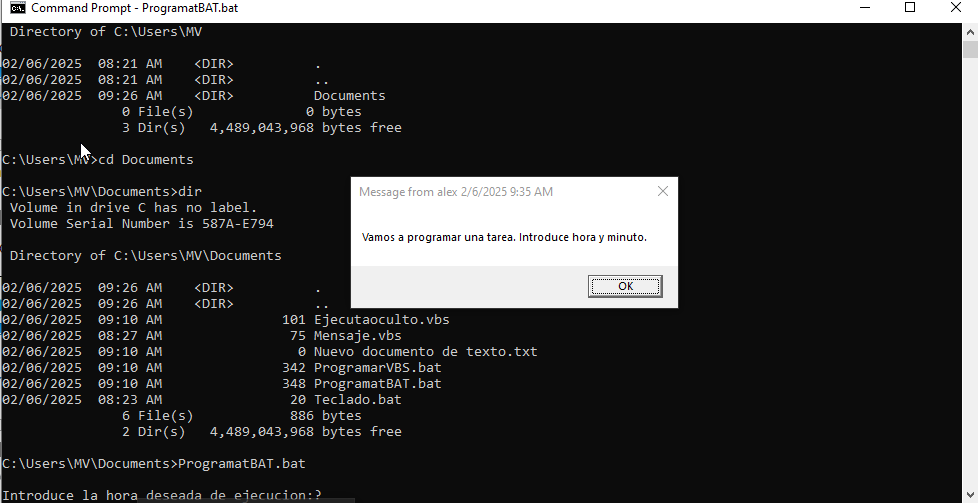 Command Prompt - ProgramatBAT.bat
Directory of C:\Users\MV
02/06/2025  08:21 AM    <DIR>          .
02/06/2025  08:21 AM    <DIR>          ..
02/06/2025  09:26 AM    <DIR>          Documents
0 File(s)              0 bytes
3 Dir(s)   4,489,043,968 bytes free
C:\Users\MV>cd Documents
C:\Users\MV\Documents>dir
Volume in drive C has no label.
Volume Serial Number is 587A-E794
Directory of C:\Users\MV\Documents
02/06/2025  09:26 AM    <DIR>          .
02/06/2025  09:26 AM    <DIR>          ..
02/06/2025  09:10 AM               101 Ejecutaoculto.vbs
02/06/2025  08:27 AM                75 Mensaje.vbs
02/06/2025  09:10 AM                 0 Nuevo documento de texto.txt
02/06/2025  09:10 AM               342 ProgramarVBS.bat
02/06/2025  09:10 AM               348 ProgramatBAT.bat
02/06/2025  08:23 AM                20 Teclado.bat
6 File(s)            886 bytes
2 Dir(s)   4,489,043,968 bytes free
C:\Users\MV\Documents>ProgramatBAT.bat
Introduce la hora deseada de ejecucion:?
Message from alex 2/6/2025 9:35 AM
Vamos a programar una tarea. Introduce hora y minuto.
OK